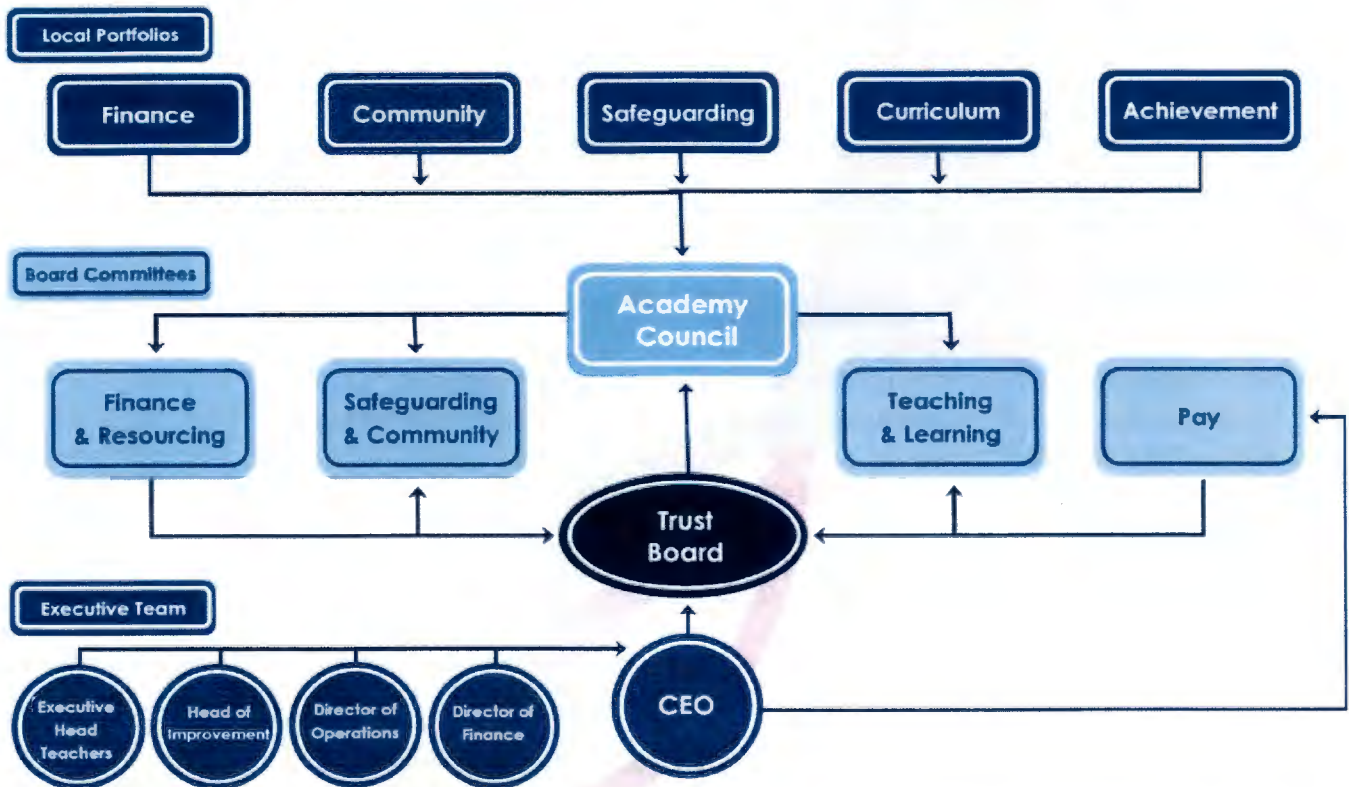 Local Portfolios
Finance
Community
Safeguarding
Curriculum
Achievement
Board Committees
Academy
Council
Finance
& Resourcing
Safeguarding
& Community
Teaching
& Learning
Pay
Trust
Board
Executive Team
Executive
Head
Teachers
Head of
Improvement
Director of
Operations
Director of
Finance
CEO